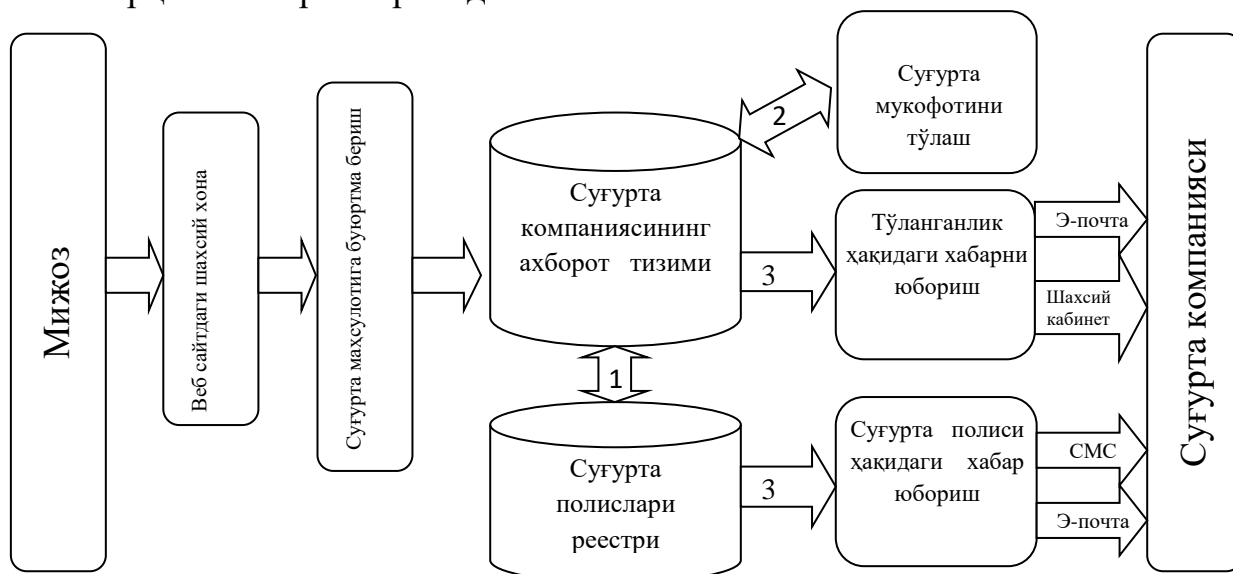 Мижоз
Веб сайтдаги шахсий хона
Суғурта маҳсулотига буюртма бериш
Суғурта
компаниясининг
ахборот тизими
1
Суғурта
полислари
реестри
2
Суғурта
мукофотини
тўлаш
3
Тўланганлик
ҳақидаги хабарни
юбориш
Э-почта
Шахсий
кабинет
3
Суғурта полиси
ҳақидаги хабар
юбориш
СМС
Э-почта
Суғурта компанияси